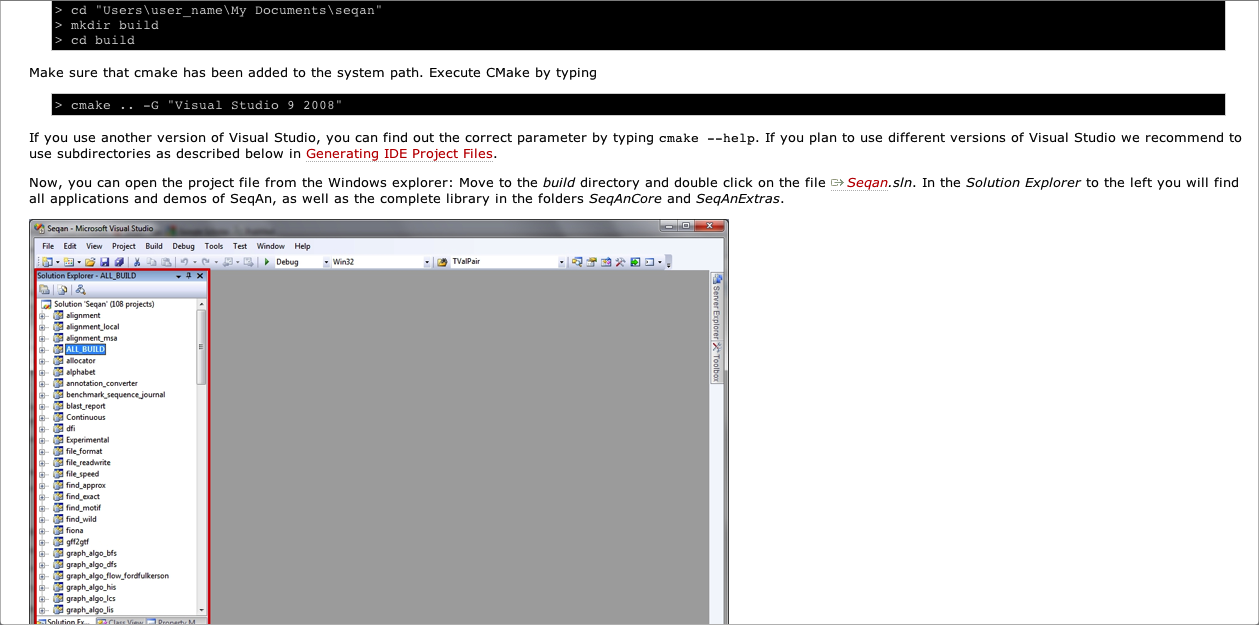 > cd "Users\user_name\My Documents\seqan"
> mkdir build
> cd build
Make sure that cmake has been added to the system path. Execute CMake by typing
> cmake .. -G "Visual Studio 9 2008"
If you use another version of Visual Studio, you can find out the correct parameter by typing cmake --help. If you plan to use different versions of Visual Studio we recommend to
use subdirectories as described below in Generating IDE Project Files.
Now, you can open the project file from the Windows explorer: Move to the build directory and double click on the file Seqan.sln. In the Solution Explorer to the left you will find
all applications and demos of SeqAn, as well as the complete library in the folders SeqAnCore and SeqAnExtras.
Seqan - Microsoft Visual Studio
File Edit View Project Build Debug Tools Test Window Help
Debug Win32 TValPair
Solution Explorer - ALL_BUILD
Solution 'Seqan' (108 projects)
alignment
alignment_local
alignment_msa
ALL_BUILD
allocator
alphabet
annotation_converter
benchmark_sequence_journal
blast_report
Continuous
dfi
Experimental
file_format
file_readwrite
file_speed
find_approx
find_exact
find_motif
find_wild
fiona
gff2gtf
graph_algo_bfs
graph_algo_dfs
graph_algo_flow_fordfulkerson
graph_algo_his
graph_algo_lcs
graph_algo_lis
Solution Ex... Class View Property M...
Server Explorer
Toolbox